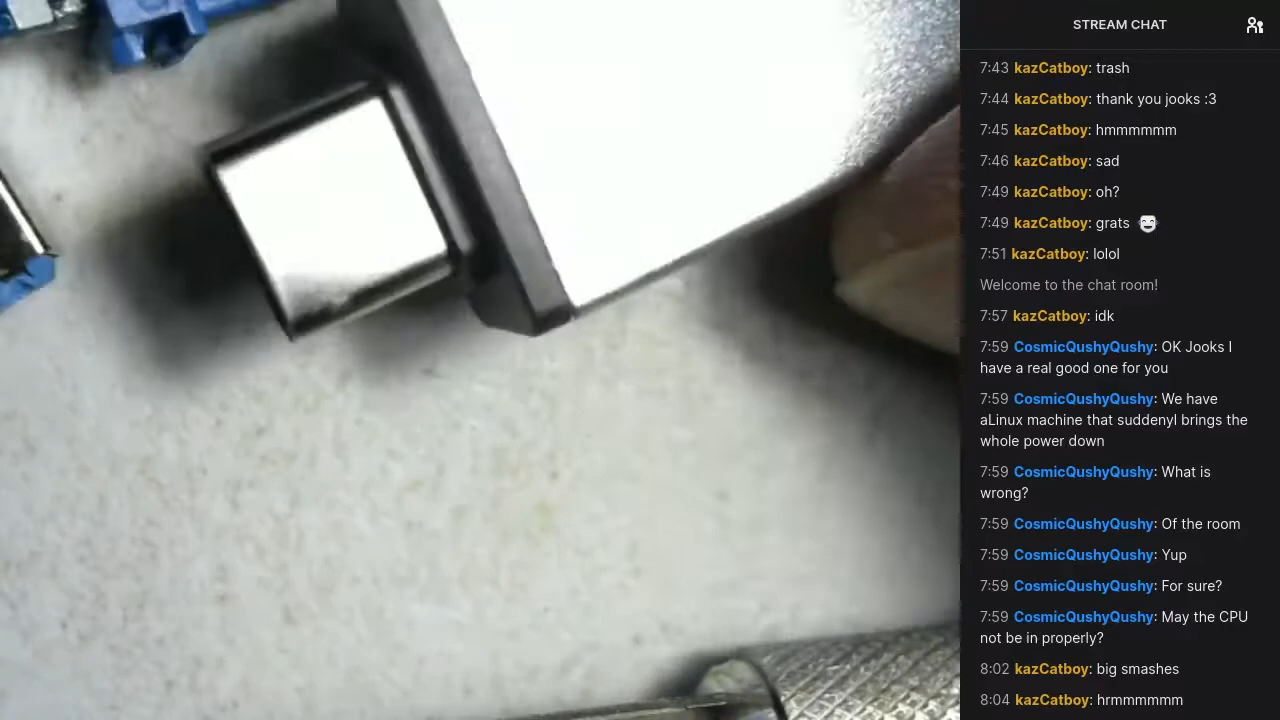 STREAM CHAT
7:43 kazCatboy: trash
7:44 kazCatboy: thank you jooks :3
7:45 kazCatboy: hmmmmmm
7:46 kazCatboy: sad
7:49 kazCatboy: oh?
7:49 kazCatboy: grats
7:51 kazCatboy: lolol
Welcome to the chat room!
7:57 kazCatboy: idk
7:59 CosmicQushyQushy: OK Jooks I
have a real good one for you
7:59 CosmicQushyQushy: We have
aLinux machine that suddenyl brings the
whole power down
7:59 CosmicQushyQushy: What is
wrong?
7:59 CosmicQushyQushy: Of the room
7:59 CosmicQushyQushy: Yup
7:59 CosmicQushyQushy: For sure?
7:59 CosmicQushyQushy: May the CPU
not be in properly?
8:02 kazCatboy: big smashes
8:04 kazCatboy: hrmmmmmm